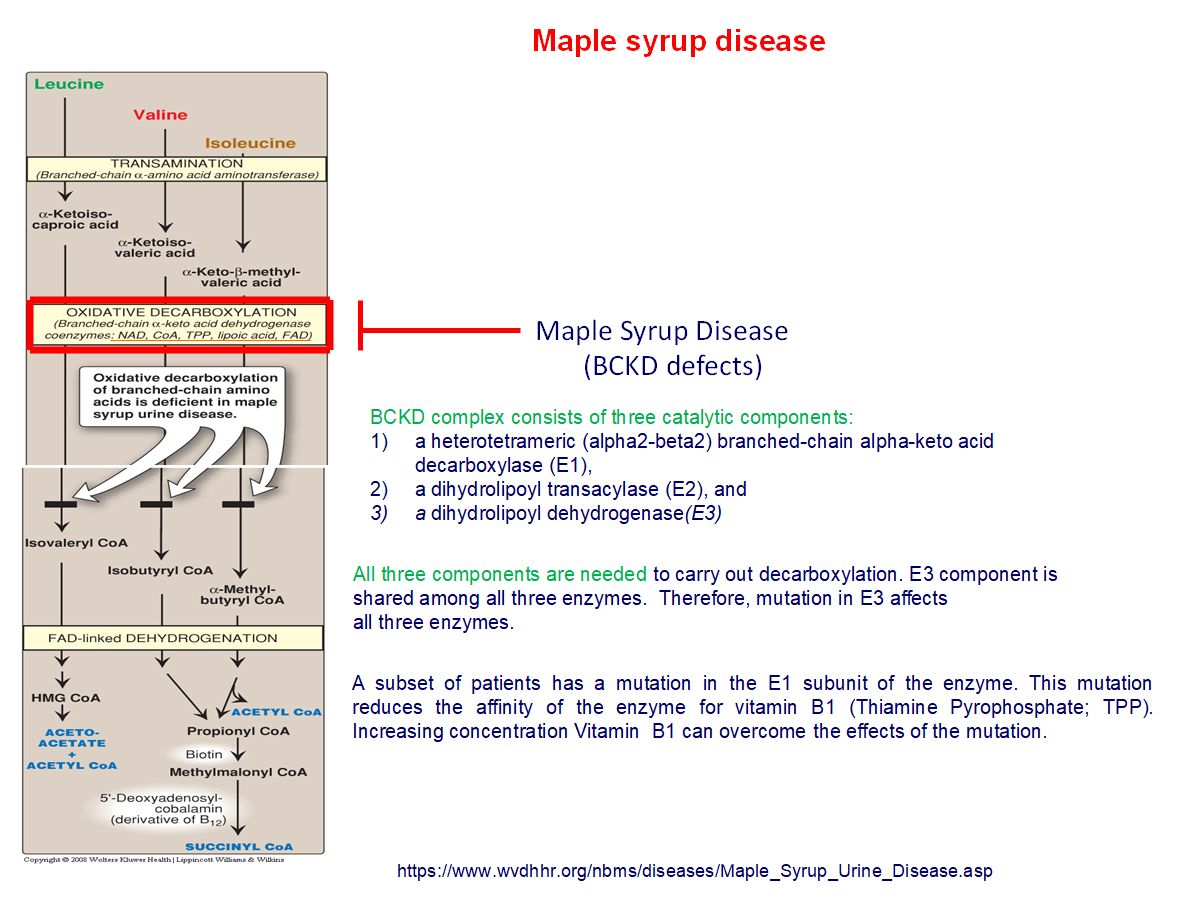 Maple syrup disease
Leucine
Valine
Isoleucine
TRANSAMINATION
(Branched-chain α-amino acid aminotransferase)
α-Ketoiso-
caproic acid
α-Ketoiso-
valeric acid
α-Keto-β-methyl-
valeric acid
OXIDATIVE DECARBOXYLATION
(Branched-chain α-keto acid dehydrogenase
coenzymes: NAD, CoA, TPP, lipoic acid, FAD)
Oxidative decarboxylation
of branched-chain amino
acids is deficient in maple
syrup urine disease.
Isovaleryl CoA
Isobutyryl CoA
α-Methyl-
butyryl CoA
FAD-linked DEHYDROGENATION
HMG CoA
ACETO-
ACETATE
+
ACETYL CoA
ACETYL CoA
Propionyl CoA
Biotin
Methylmalonyl CoA
5'-Deoxyadenosyl-
cobalamin
(derivative of B12)
SUCCINYL CoA
Copyright © 2008 Wolters Kluwer Health | Lippincott Williams & Wilkins
Maple Syrup Disease
(BCKD defects)
BCKD complex consists of three catalytic components:
1) a heterotetrameric (alpha2-beta2) branched-chain alpha-keto acid
decarboxylase (E1),
2) a dihydrolipoyl transacylase (E2), and
3) a dihydrolipoyl dehydrogenase(E3)
All three components are needed to carry out decarboxylation. E3 component is
shared among all three enzymes. Therefore, mutation in E3 affects
all three enzymes.
A subset of patients has a mutation in the E1 subunit of the enzyme. This mutation
reduces the affinity of the enzyme for vitamin B1 (Thiamine Pyrophosphate; TPP).
Increasing concentration Vitamin B1 can overcome the effects of the mutation.
https://www.wvdhhr.org/nbms/diseases/Maple_Syrup_Urine_Disease.asp